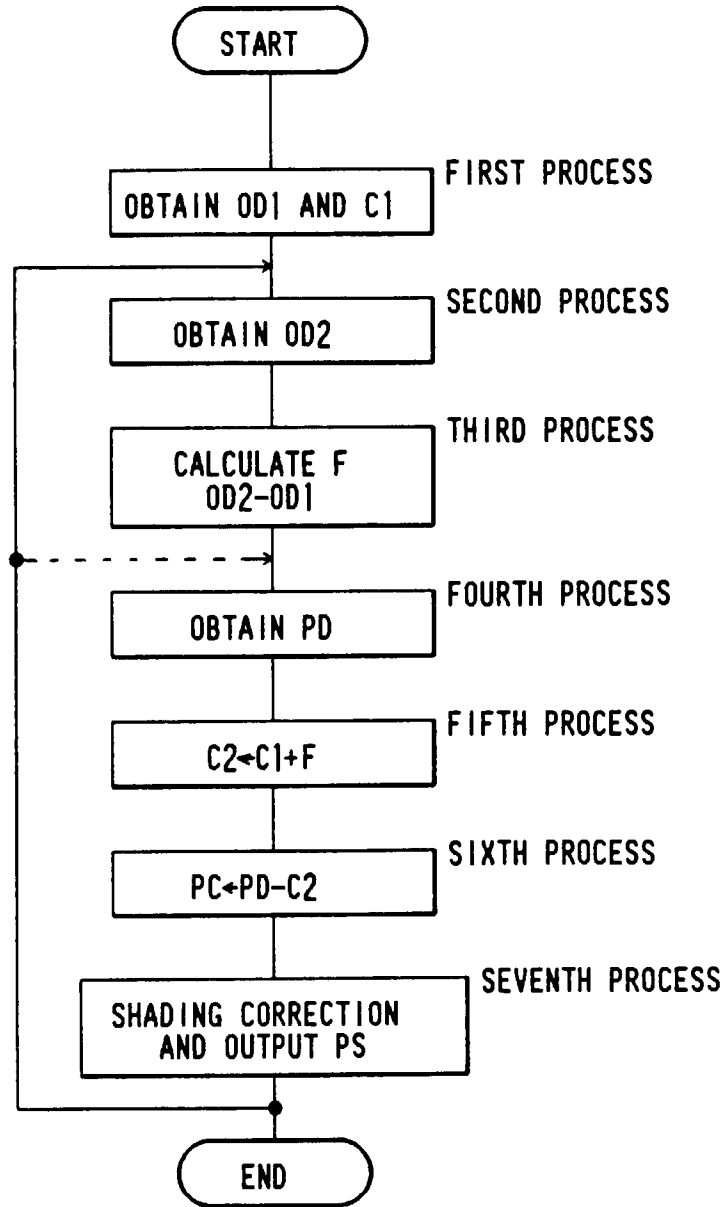 START
FIRST PROCESS
OBTAIN OD1 AND C1
SECOND PROCESS
OBTAIN OD2
THIRD PROCESS
CALCULATE F
OD2-OD1
FOURTH PROCESS
OBTAIN PD
FIFTH PROCESS
C2←C1+F
SIXTH PROCESS
PC←PD-C2
SEVENTH PROCESS
SHADING CORRECTION
AND OUTPUT PS
END